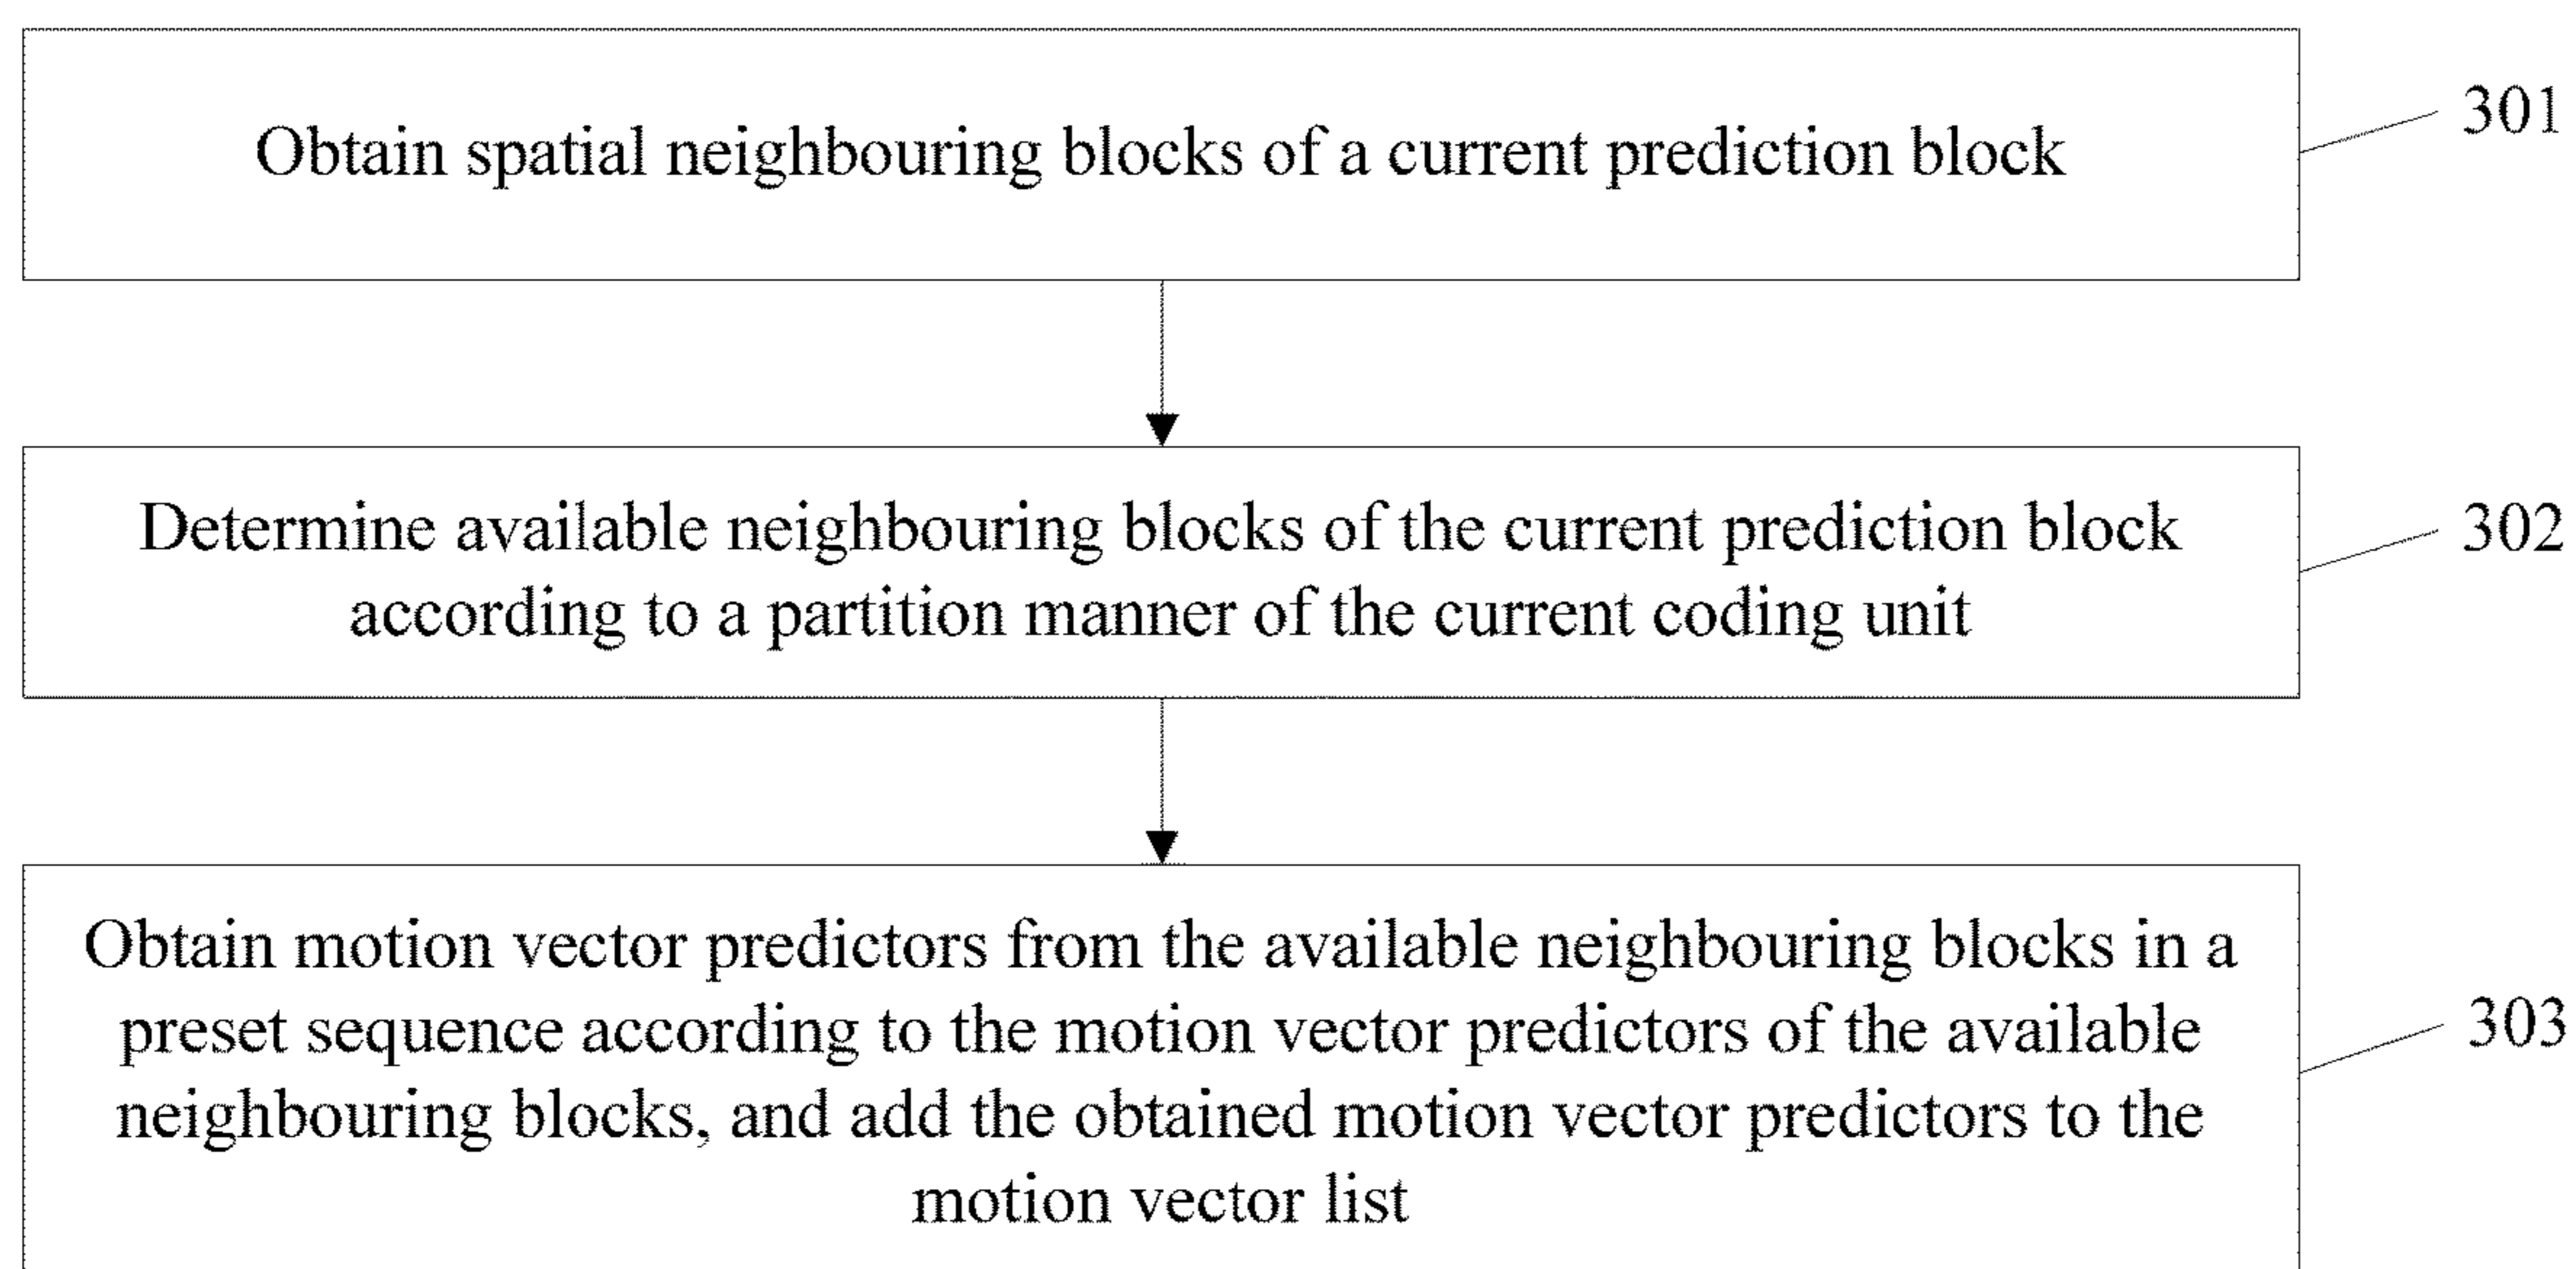 Obtain spatial neighbouring blocks of a current prediction block
301
Determine available neighbouring blocks of the current prediction block
according to a partition manner of the current coding unit
302
Obtain motion vector predictors from the available neighbouring blocks in a
preset sequence according to the motion vector predictors of the available
neighbouring blocks, and add the obtained motion vector predictors to the
motion vector list
303